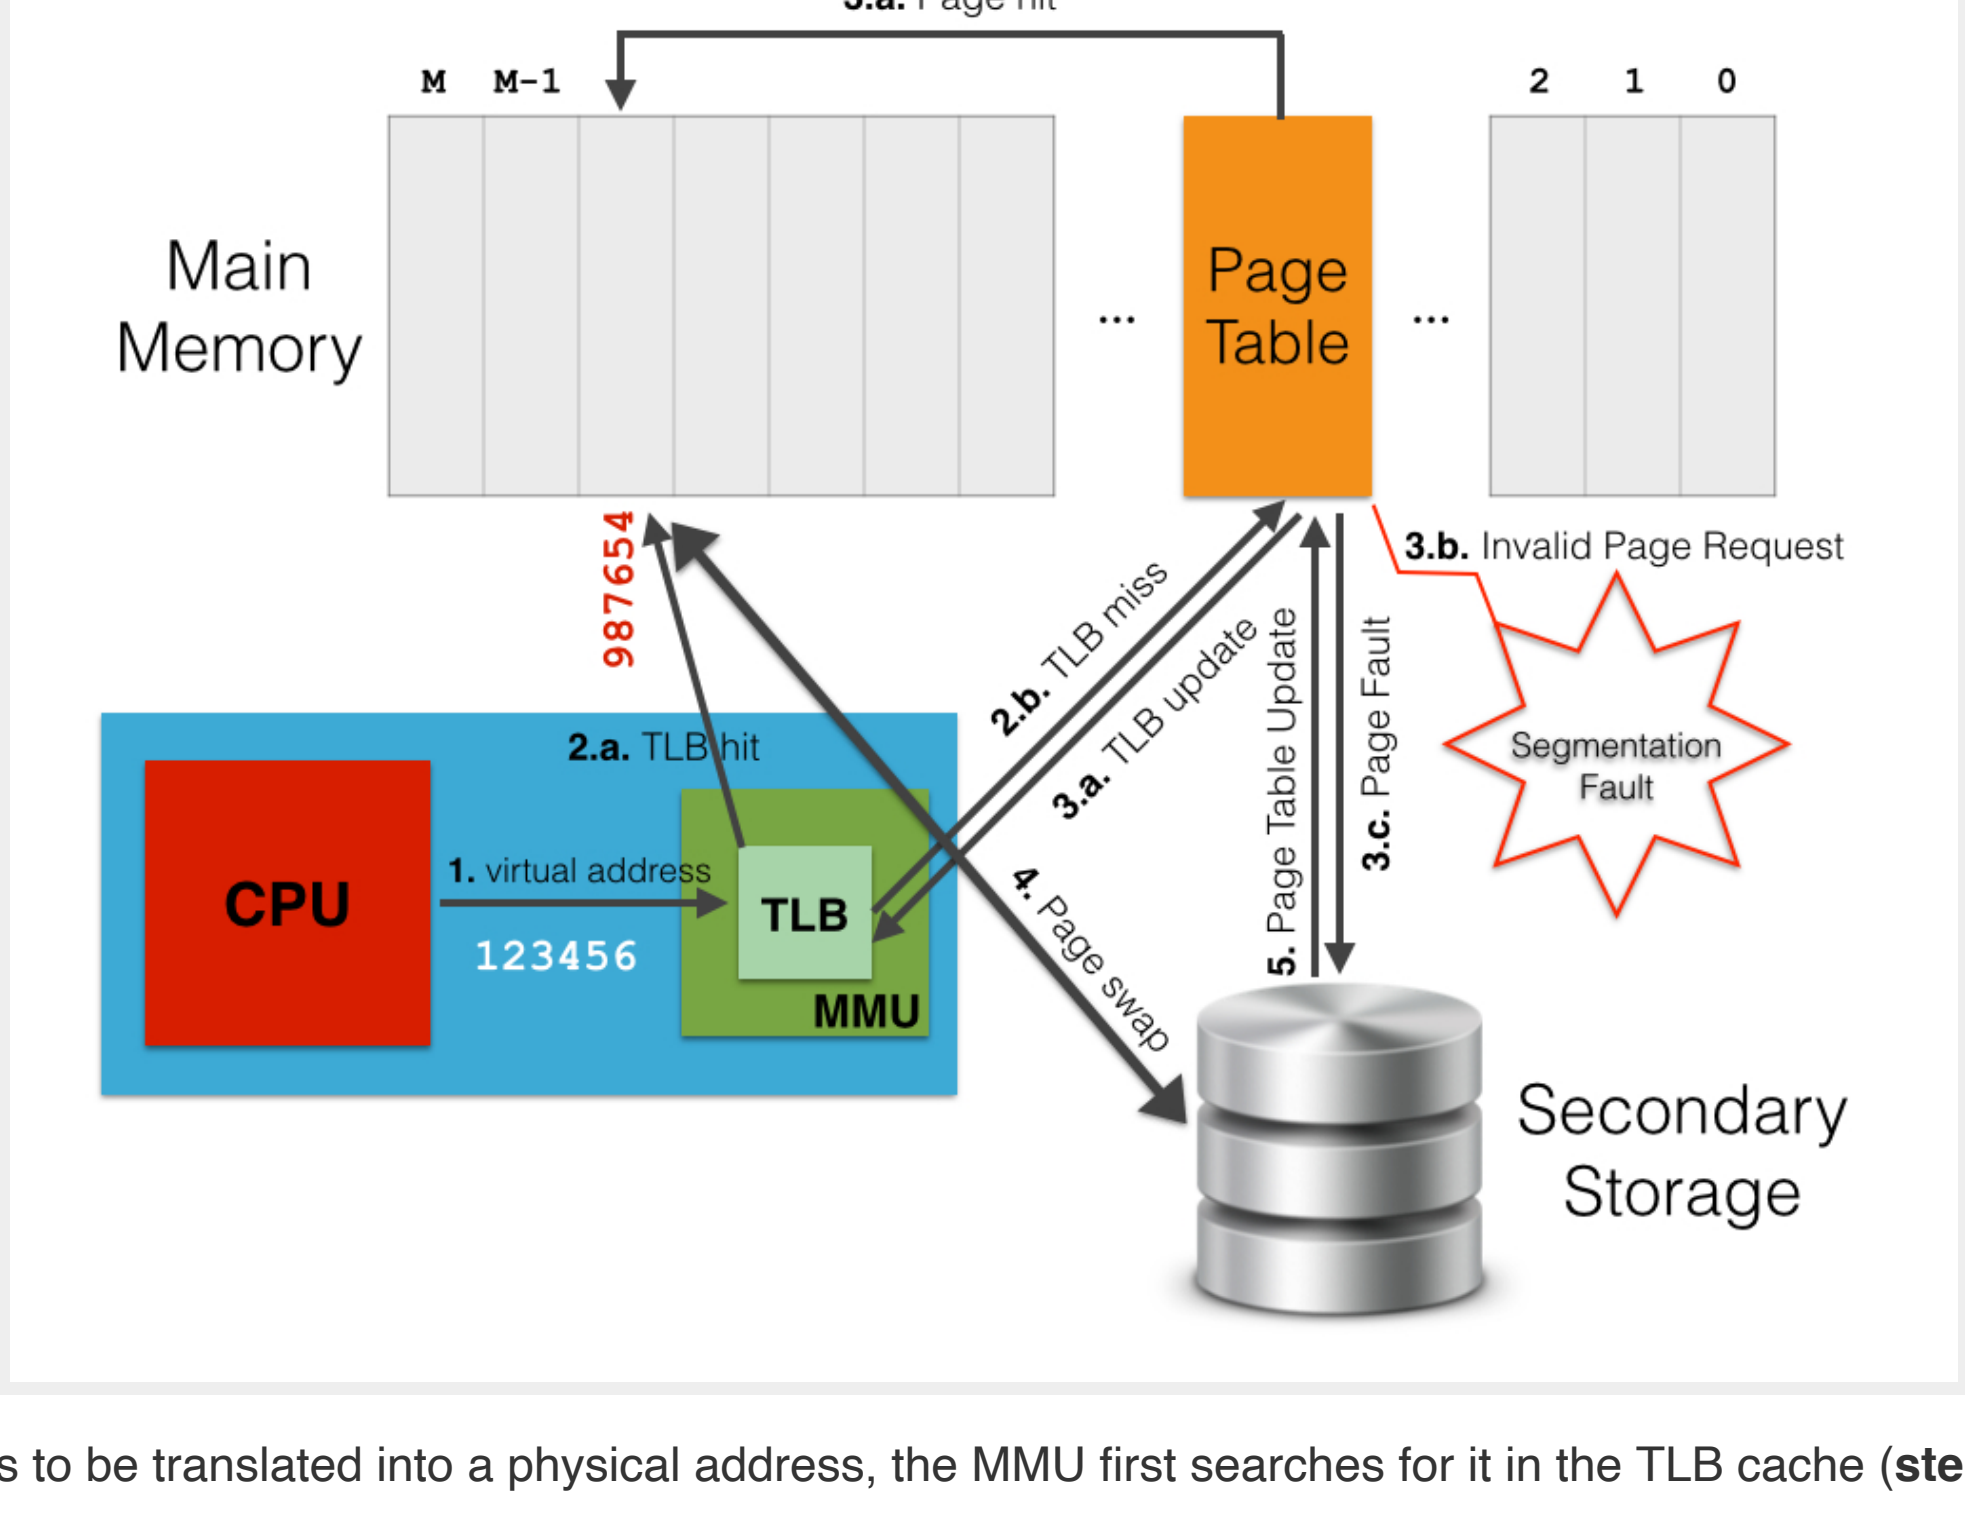 3.a. Page hit
M M-1 2 1 0
Main
Memory
...
Page
Table
...
987654
3.b. Invalid Page Request
2.b. TLB miss
3.a. TLB update
5. Page Table Update
3.c. Page Fault
Segmentation
Fault
2.a. TLB hit
CPU
1. virtual address
123456
TLB
MMU
4. Page swap
Secondary
Storage
s to be translated into a physical address, the MMU first searches for it in the TLB cache (ste